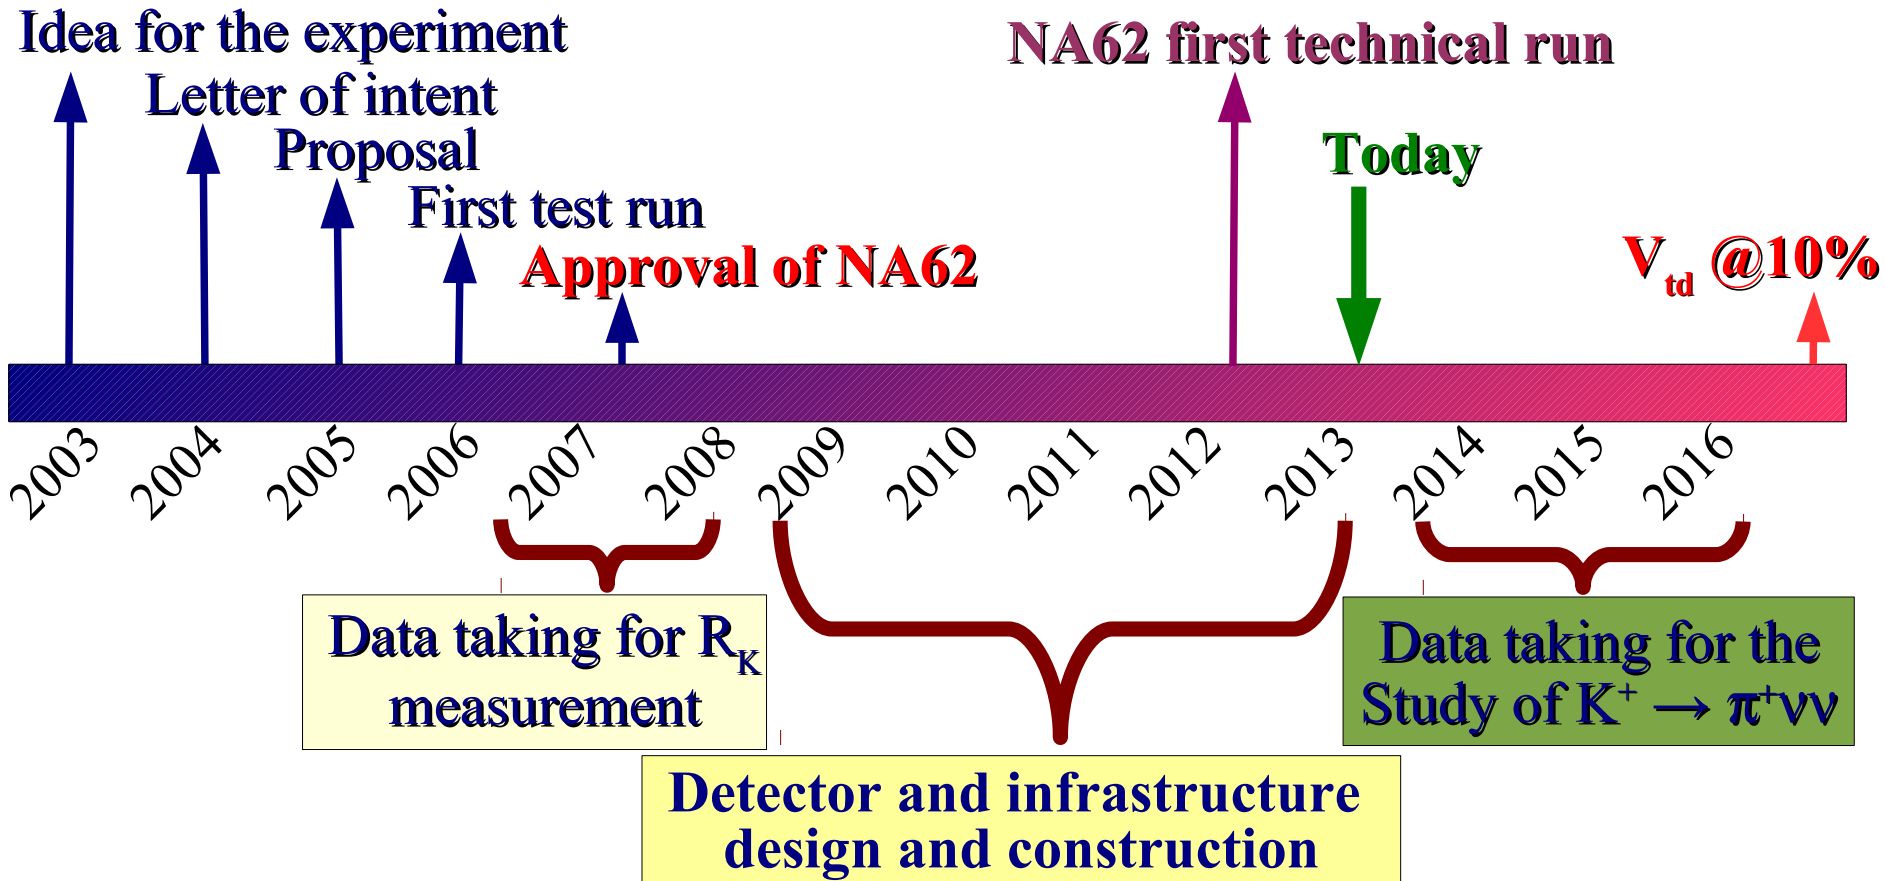 Idea for the experiment
NA62 first technical run
Letter of intent
Proposal
Today
First test run
Approval of NA62
V_td @10%
2003
2004
2005
2006
2007
2008
2009
2010
2011
2012
2013
2014
2015
2016
Data taking for R_K
measurement
Data taking for the
Study of K⁺ → π⁺νν
Detector and infrastructure
design and construction